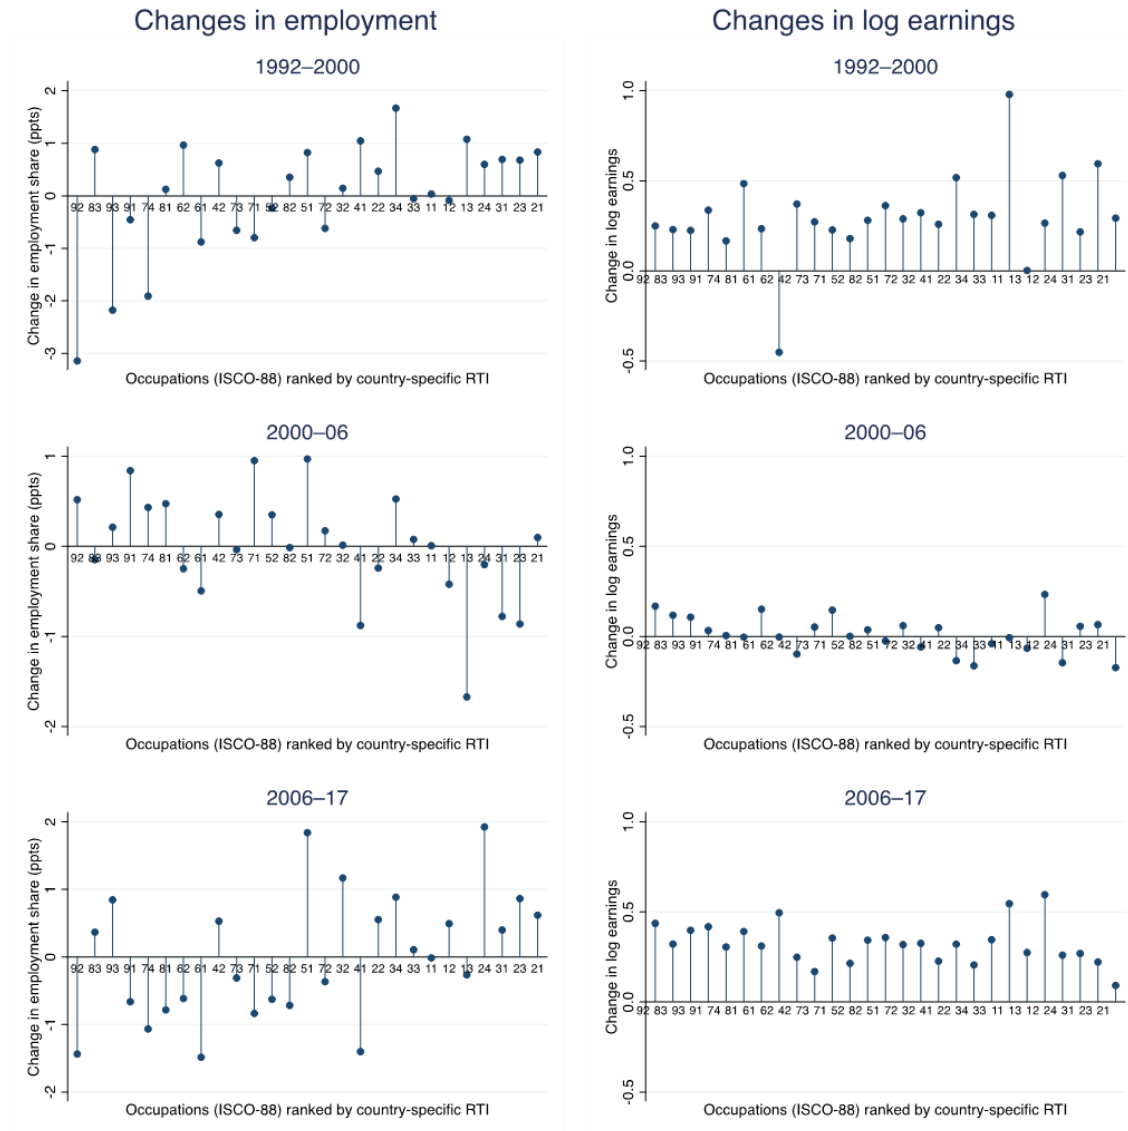 Changes in employment
Changes in log earnings
1992–2000
Change in employment share (ppts)
2
1
0
-1
-2
-3
92 83 93 91 74 81 62 61 42 73 71 52 82 51 72 32 41 22 34 33 11 12 13 24 31 23 21
Occupations (ISCO-88) ranked by country-specific RTI
1992–2000
Change in log earnings
1.0
0.5
0.0
-0.5
92 83 93 91 74 81 61 62 42 73 71 52 82 51 72 32 41 22 34 33 11 13 12 24 31 23 21
Occupations (ISCO-88) ranked by country-specific RTI
2000–06
Change in employment share (ppts)
1
0
-1
-2
92 83 93 91 74 81 62 61 42 73 71 52 82 51 72 32 41 22 34 33 11 12 13 24 31 23 21
Occupations (ISCO-88) ranked by country-specific RTI
2000–06
Change in log earnings
1.0
0.5
0.0
-0.5
92 83 93 91 74 81 61 62 42 73 71 52 82 51 72 32 41 22 34 33 11 13 12 24 31 23 21
Occupations (ISCO-88) ranked by country-specific RTI
2006–17
Change in employment share (ppts)
2
1
0
-1
-2
92 83 93 91 74 81 62 61 42 73 71 52 82 51 72 32 41 22 34 33 11 12 13 24 31 23 21
Occupations (ISCO-88) ranked by country-specific RTI
2006–17
Change in log earnings
1.0
0.5
0.0
-0.5
92 83 93 91 74 81 61 62 42 73 71 52 82 51 72 32 41 22 34 33 11 13 12 24 31 23 21
Occupations (ISCO-88) ranked by country-specific RTI